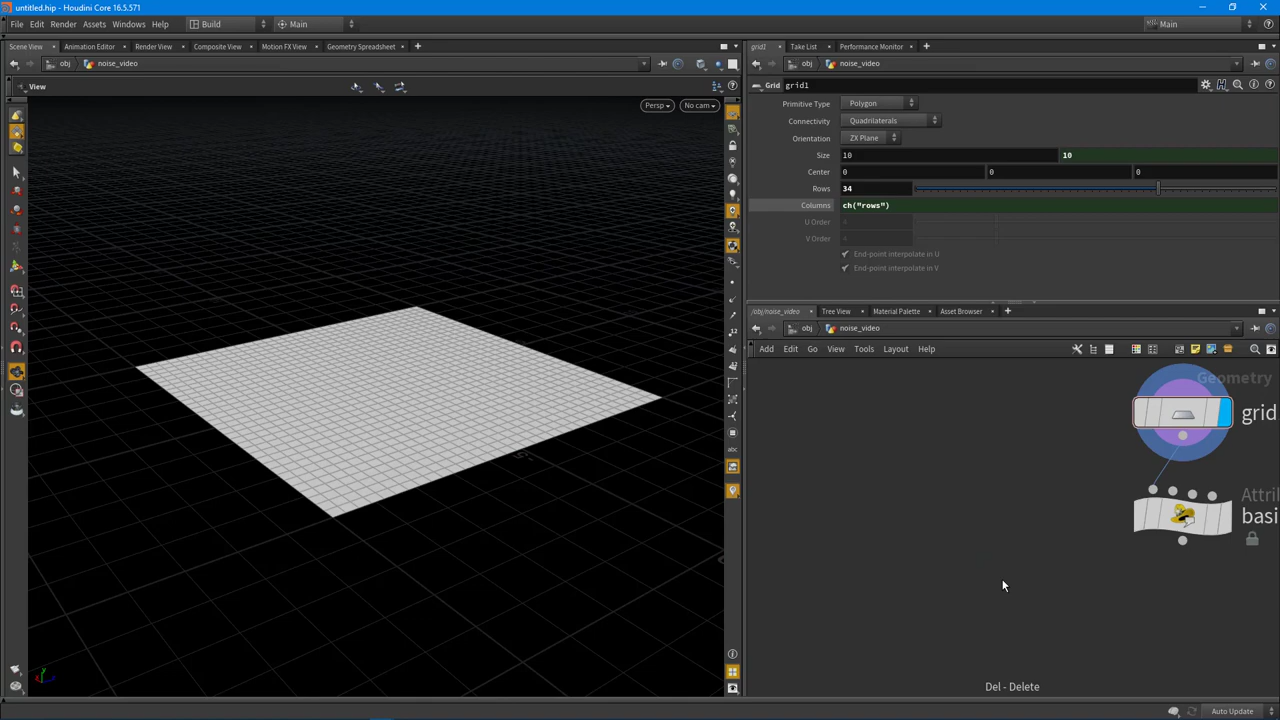 untitled.hip - Houdini Core 16.5.571
File Edit Render Assets Windows Help Build Main Main
Scene View Animation Editor Render View Composite View Motion FX View Geometry Spreadsheet
obj noise_video
View
Persp No cam
grid1 Take List Performance Monitor
obj noise_video
Grid grid1
Primitive Type Polygon
Connectivity Quadrilaterals
Orientation ZX Plane
Size 10 10
Center 0 0 0
Rows 34
Columns ch("rows")
U Order 4
V Order 4
End-point interpolate in U
End-point interpolate in V
/obj/noise_video Tree View Material Palette Asset Browser
obj noise_video
Add Edit Go View Tools Layout Help
Geometry
grid
Attri
basi
Del - Delete
Auto Update